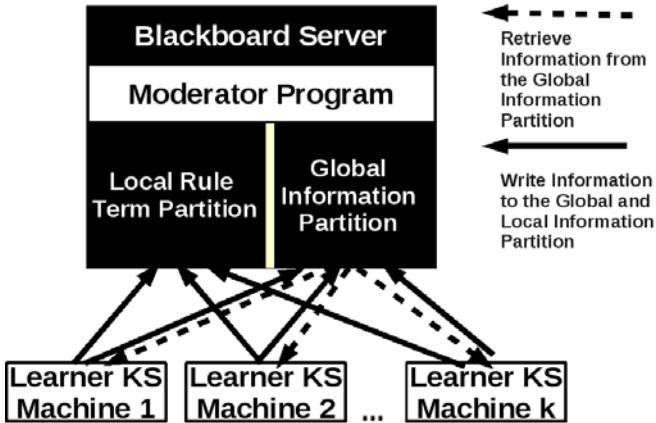 Blackboard Server
Moderator Program
Local Rule
Term Partition
Global
Information
Partition
Retrieve
Information from
the Global
Information
Partition
Write Information
to the Global and
Local Information
Partition
Learner KS
Machine 1
Learner KS
Machine 2
...
Learner KS
Machine k